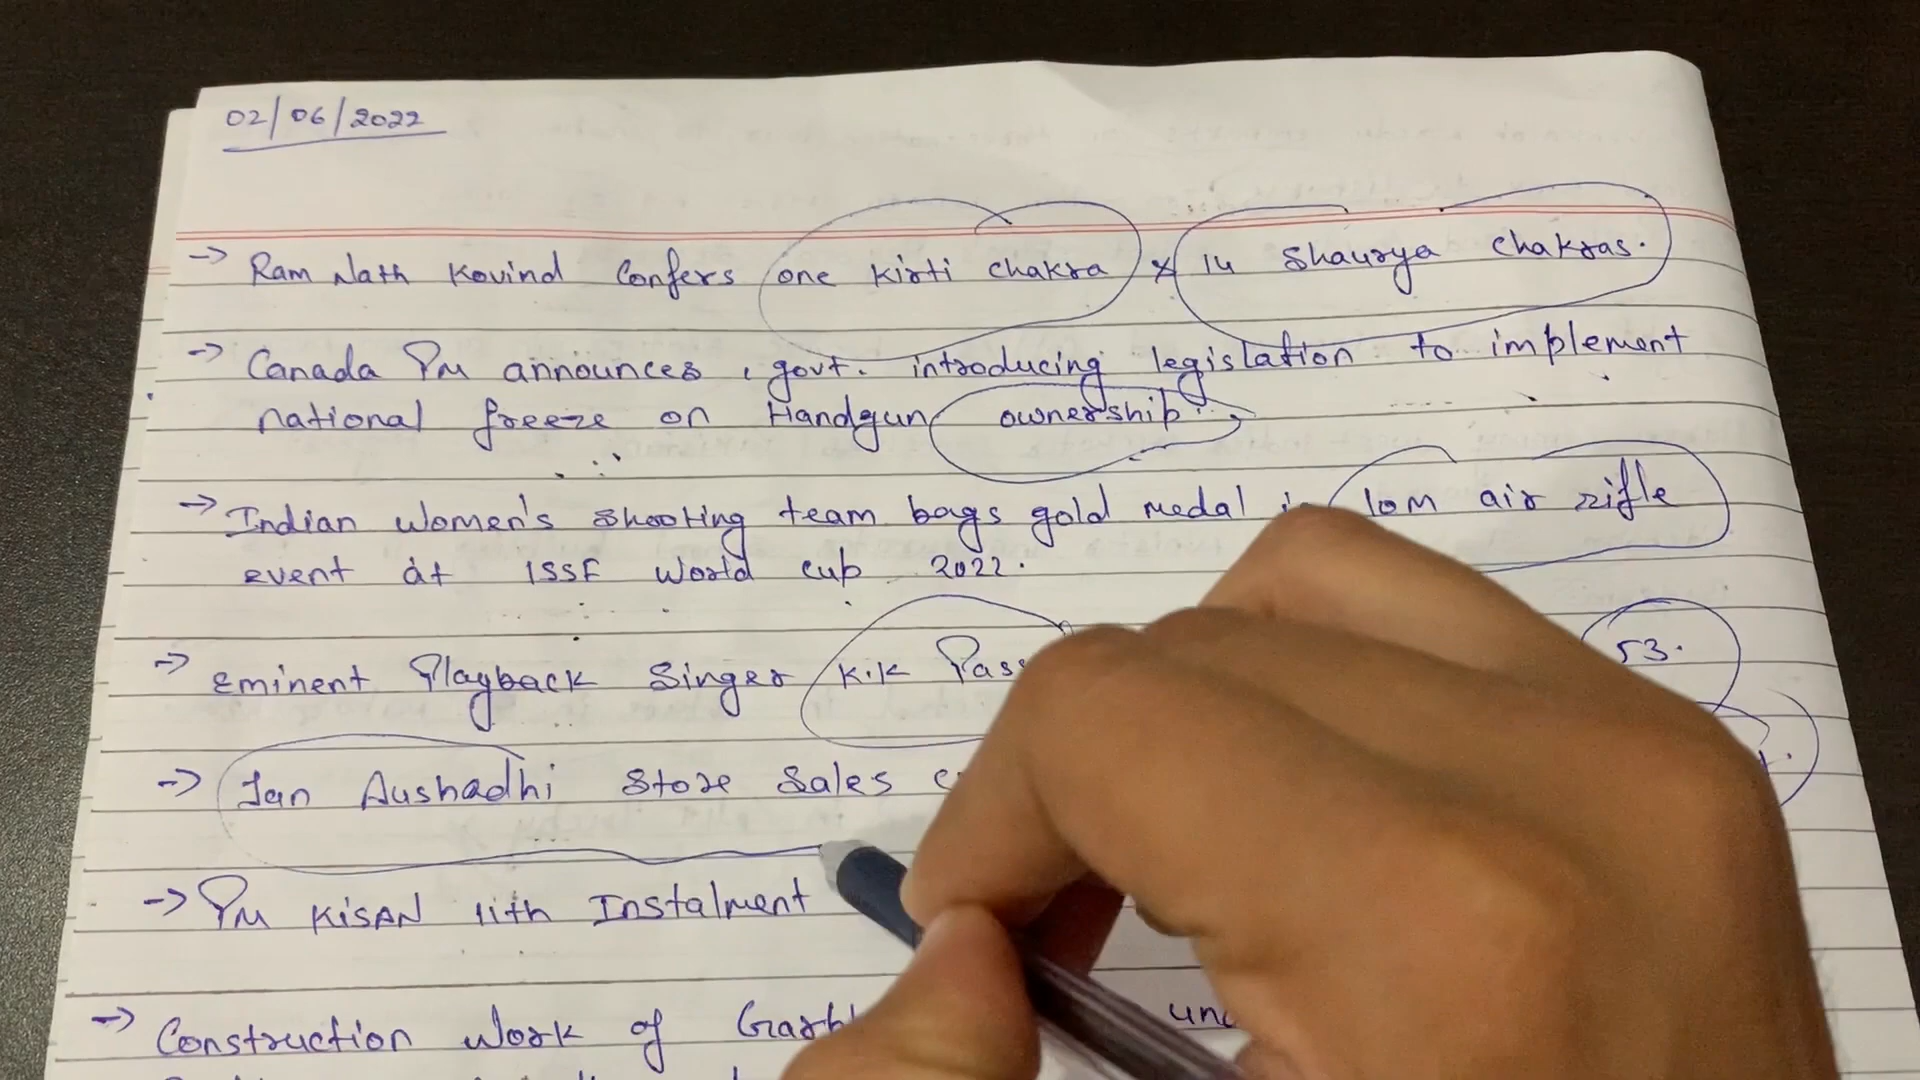 02/06/2022
→ Ram Nath Kovind Confers one Kirti chakra & 14 Shaurya chakras.
→ Canada PM announces, govt. introducing legislation to implement
national freeze on Handgun ownership.
→ Indian women's shooting team bags gold medal in 10m air rifle
event at ISSF World cup 2022.
→ Eminent Playback Singer K.K Pass 53.
→ Jan Aushadhi Store Sales
→ PM KISAN 11th Instalment
→ Construction work of